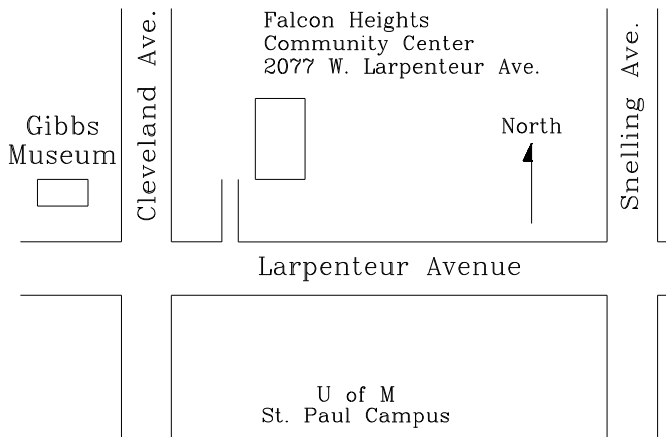 Falcon Heights
Community Center
2077 W. Larpenteur Ave.
Cleveland Ave.
Snelling Ave.
Gibbs
Museum
North
Larpenteur Avenue
U of M
St. Paul Campus